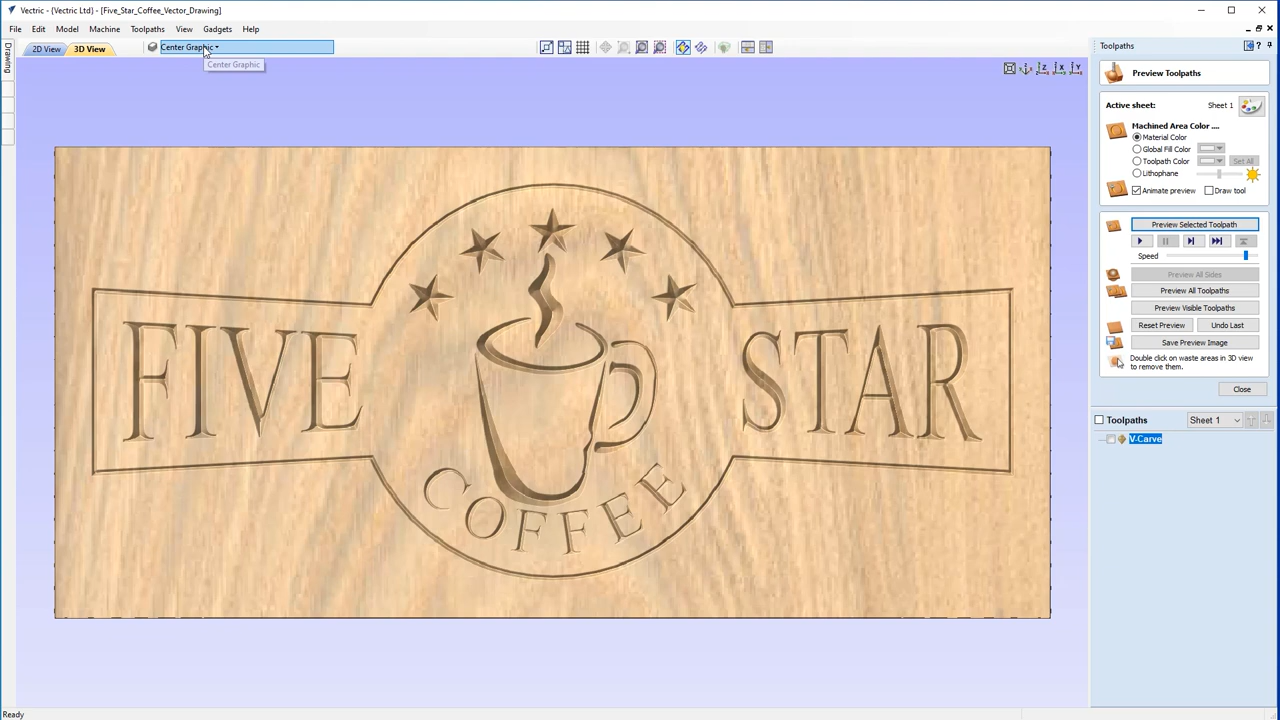 Vectric - {Vectric Ltd} - [Five_Star_Coffee_Vector_Drawing]
File Edit Model Machine Toolpaths View Gadgets Help
Drawing
2D View 3D View Center Graphic
Center Graphic
FIVE STAR
COFFEE
Toolpaths
Preview Toolpaths
Active sheet: Sheet 1
Machined Area Color ....
Material Color
Global Fill Color
Toolpath Color Set All
Lithophane
Animate preview Draw tool
Preview Selected Toolpath
Speed
Preview All Sides
Preview All Toolpaths
Preview Visible Toolpaths
Reset Preview Undo Last
Save Preview Image
Double click on waste areas in 3D view
to remove them.
Close
Toolpaths Sheet 1
V-Carve
Ready